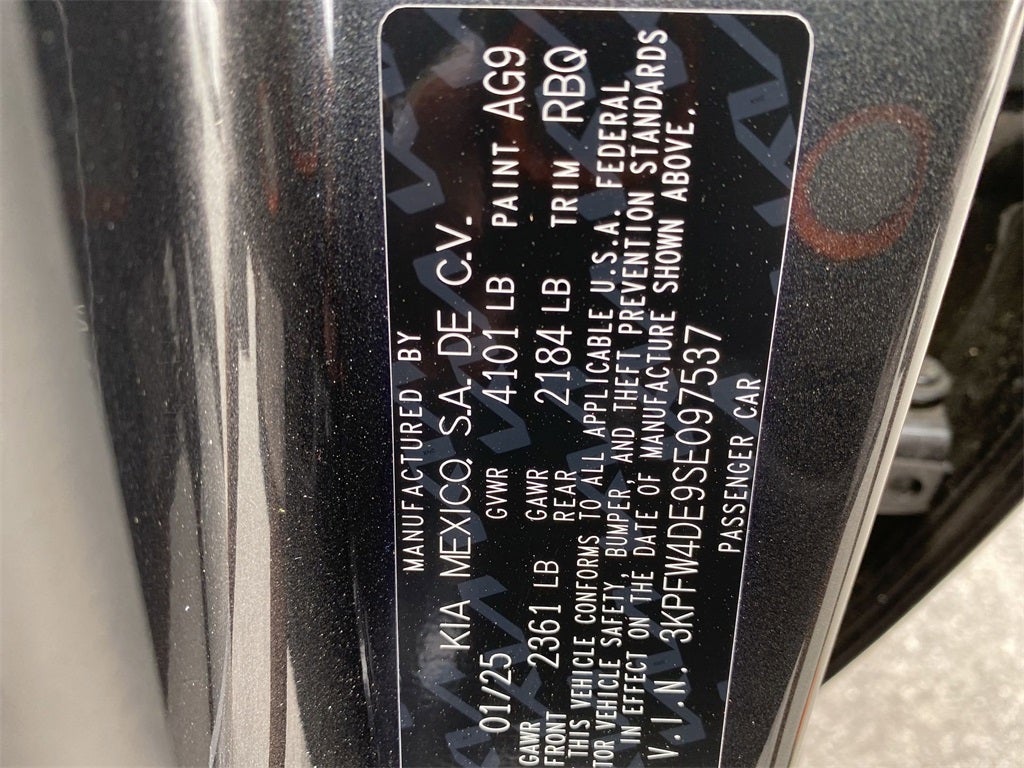 MANUFACTURED BY
KIA MEXICO, S.A. DE C.V.
01/25 GVWR 4101 LB PAINT AG9
GAWR FRONT 2361 LB GAWR REAR 2184 LB TRIM RBQ
THIS VEHICLE CONFORMS TO ALL APPLICABLE U.S.A. FEDERAL
TOR VEHICLE SAFETY, BUMPER, AND THEFT PREVENTION STANDARDS
IN EFFECT ON THE DATE OF MANUFACTURE SHOWN ABOVE.
V.I.N. 3KPFW4DE9SE097537
PASSENGER CAR